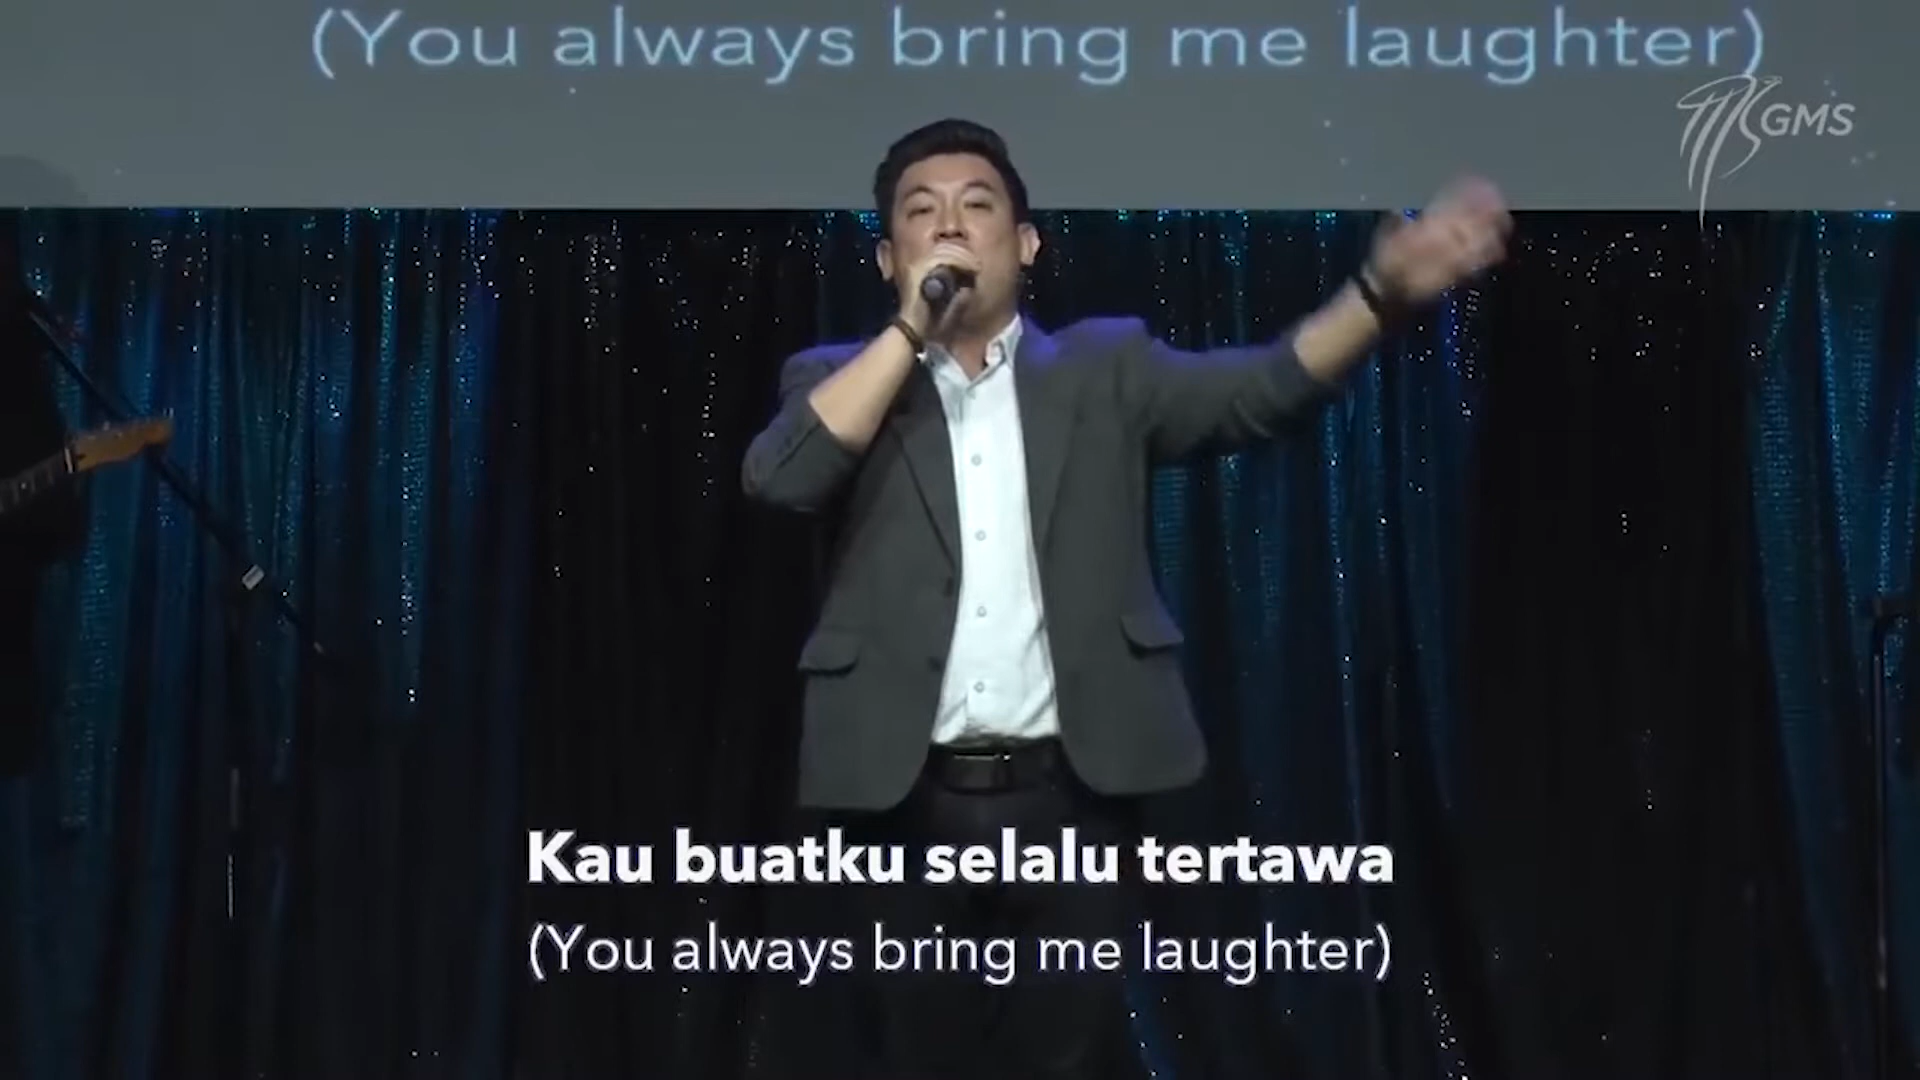 (You always bring me laughter)
GMS
Kau buatku selalu tertawa
(You always bring me laughter)